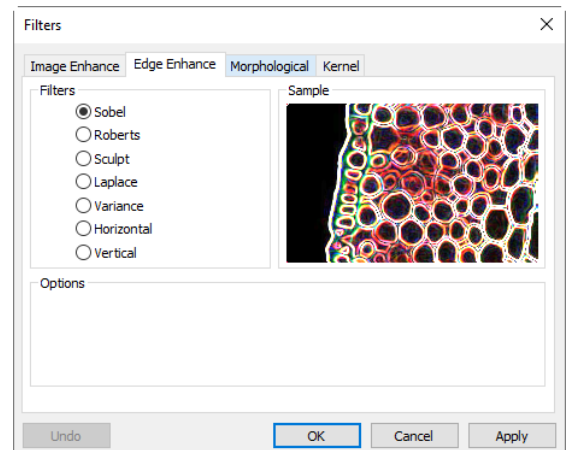 Filters
Image Enhance Edge Enhance Morphological Kernel
Filters
Sobel
Roberts
Sculpt
Laplace
Variance
Horizontal
Vertical
Sample
Options
Undo OK Cancel Apply